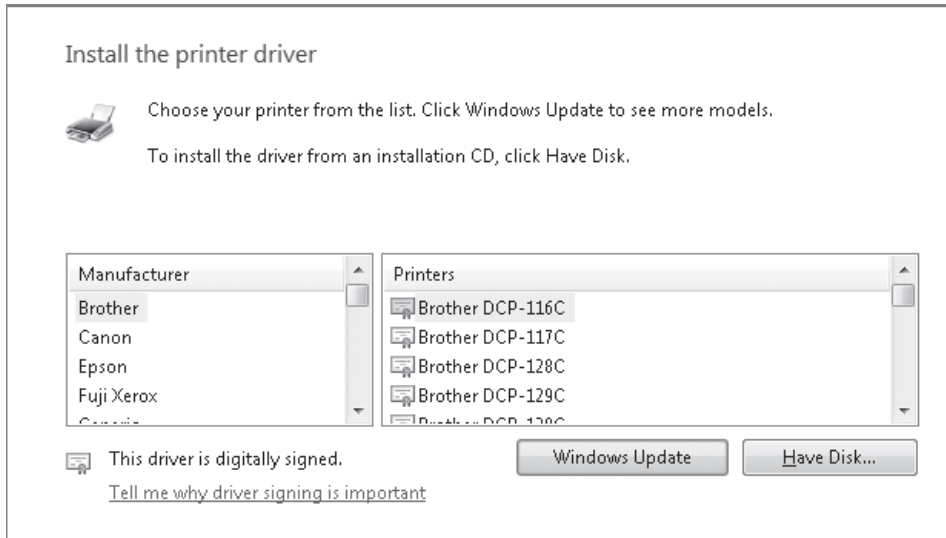 Install the printer driver
Choose your printer from the list. Click Windows Update to see more models.
To install the driver from an installation CD, click Have Disk.
Manufacturer
Brother
Canon
Epson
Fuji Xerox
Printers
Brother DCP-116C
Brother DCP-117C
Brother DCP-128C
Brother DCP-129C
This driver is digitally signed.
Tell me why driver signing is important
Windows Update
Have Disk...